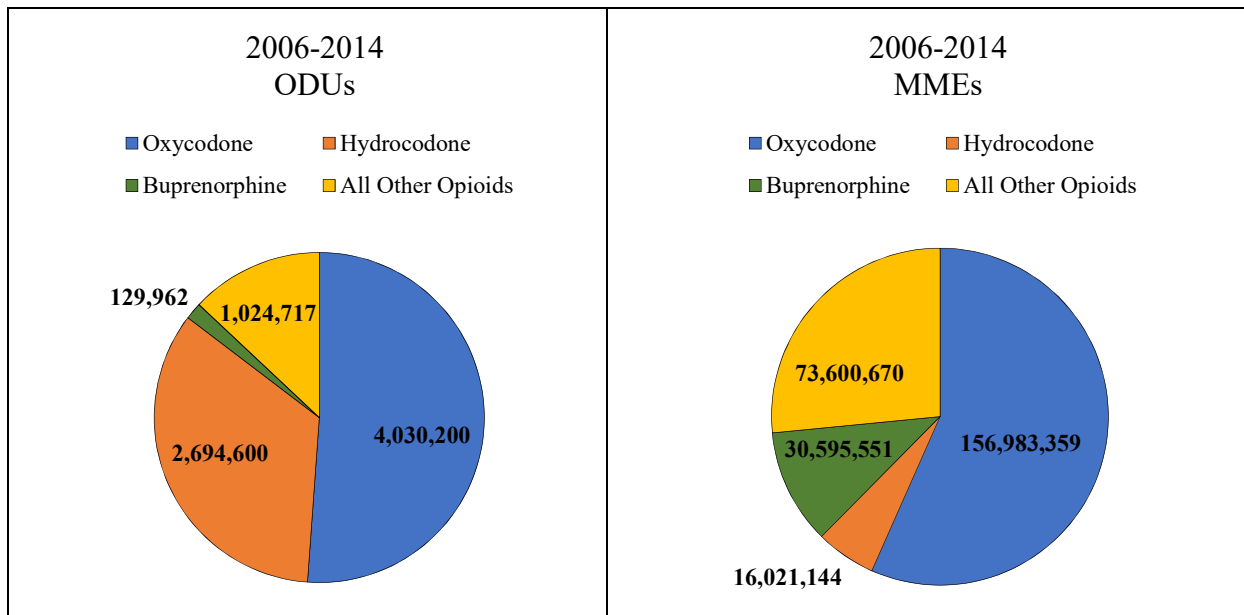 2006-2014
ODUs
Oxycodone Hydrocodone
Buprenorphine All Other Opioids
129,962
1,024,717
4,030,200
2,694,600
2006-2014
MMEs
Oxycodone Hydrocodone
Buprenorphine All Other Opioids
73,600,670
156,983,359
30,595,551
16,021,144